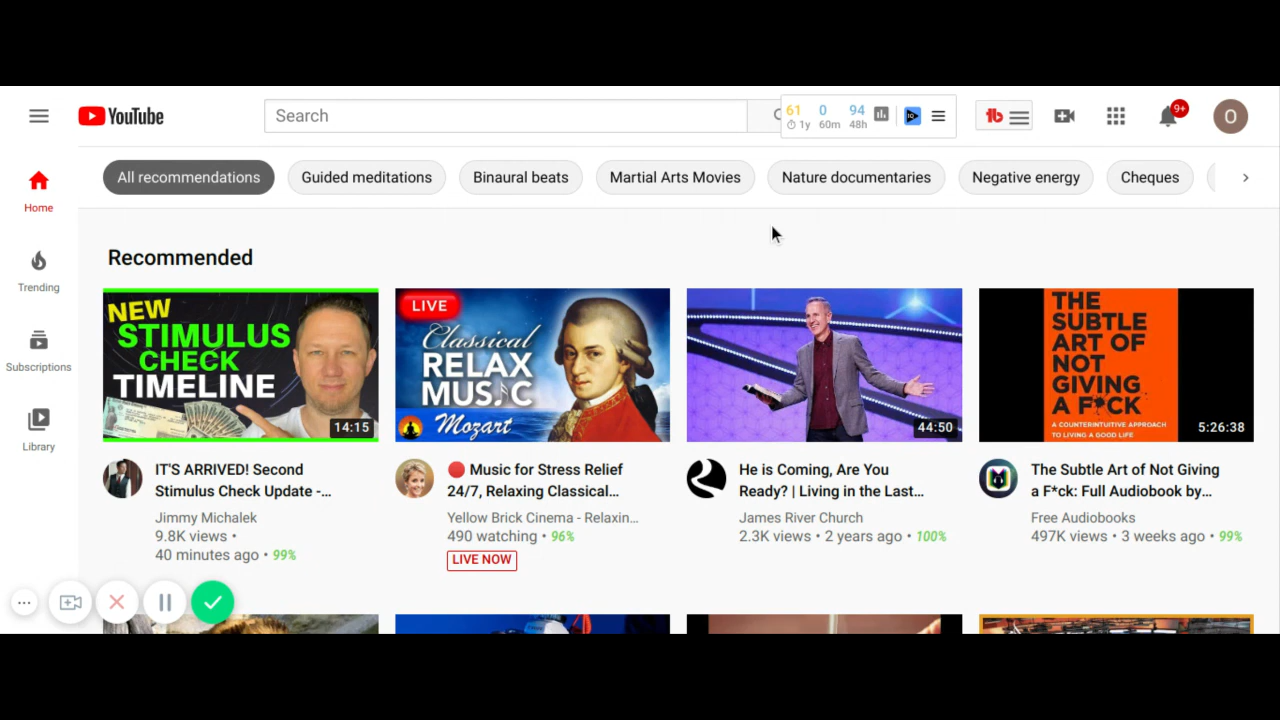 YouTube
Search
61 0 94
1y 60m 48h
9+
O
All recommendations
Guided meditations
Binaural beats
Martial Arts Movies
Nature documentaries
Negative energy
Cheques
Home
Trending
Subscriptions
Library
Recommended
NEW
STIMULUS
CHECK
TIMELINE
14:15
IT'S ARRIVED! Second
Stimulus Check Update -...
Jimmy Michalek
9.8K views •
40 minutes ago • 99%
LIVE
Classical
RELAX
MUSIC
Mozart
Music for Stress Relief
24/7, Relaxing Classical...
Yellow Brick Cinema - Relaxin...
490 watching • 96%
LIVE NOW
44:50
He is Coming, Are You
Ready? | Living in the Last...
James River Church
2.3K views • 2 years ago • 100%
THE
SUBTLE
ART OF
NOT
GIVING
A F*CK
A COUNTERINTUITIVE APPROACH
TO LIVING A GOOD LIFE
5:26:38
The Subtle Art of Not Giving
a F*ck: Full Audiobook by...
Free Audiobooks
497K views • 3 weeks ago • 99%